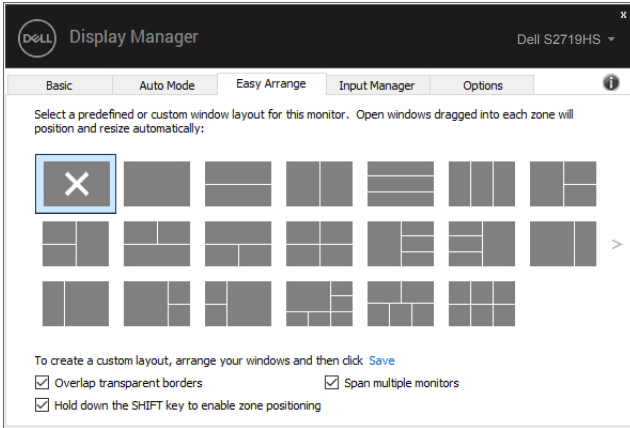 x
DELL Display Manager
Dell S2719HS
Basic Auto Mode Easy Arrange Input Manager Options
Select a predefined or custom window layout for this monitor. Open windows dragged into each zone will
position and resize automatically:
To create a custom layout, arrange your windows and then click Save
Overlap transparent borders Span multiple monitors
Hold down the SHIFT key to enable zone positioning